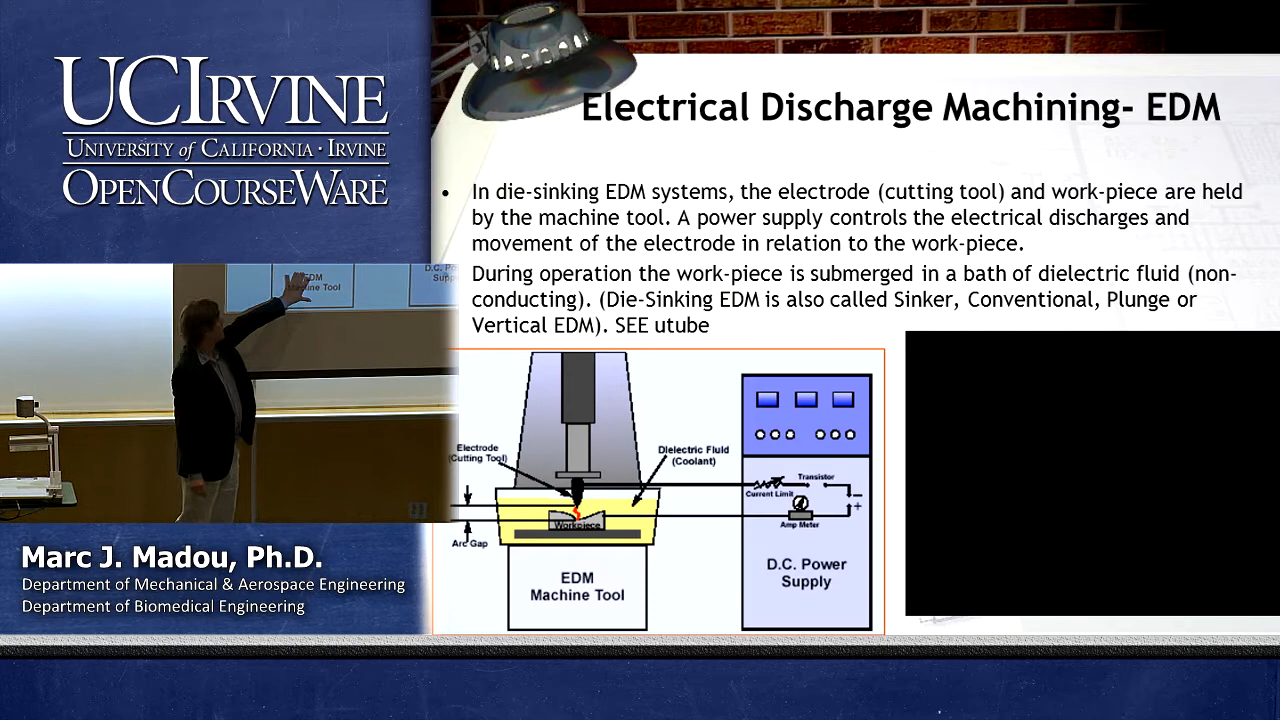 UCIRVINE
UNIVERSITY of CALIFORNIA · IRVINE
OPENCOURSEWARE
Electrical Discharge Machining- EDM
• In die-sinking EDM systems, the electrode (cutting tool) and work-piece are held
by the machine tool. A power supply controls the electrical discharges and
movement of the electrode in relation to the work-piece.
During operation the work-piece is submerged in a bath of dielectric fluid (non-
conducting). (Die-Sinking EDM is also called Sinker, Conventional, Plunge or
Vertical EDM). SEE utube
EDM
Machine Tool
D.C. Po
Supp
Electrode
(Cutting Tool)
Dielectric Fluid
(Coolant)
Transistor
Current Limit
Amp Meter
Workpiece
Arc Gap
− 
+
EDM
Machine Tool
D.C. Power
Supply
Marc J. Madou, Ph.D.
Department of Mechanical & Aerospace Engineering
Department of Biomedical Engineering